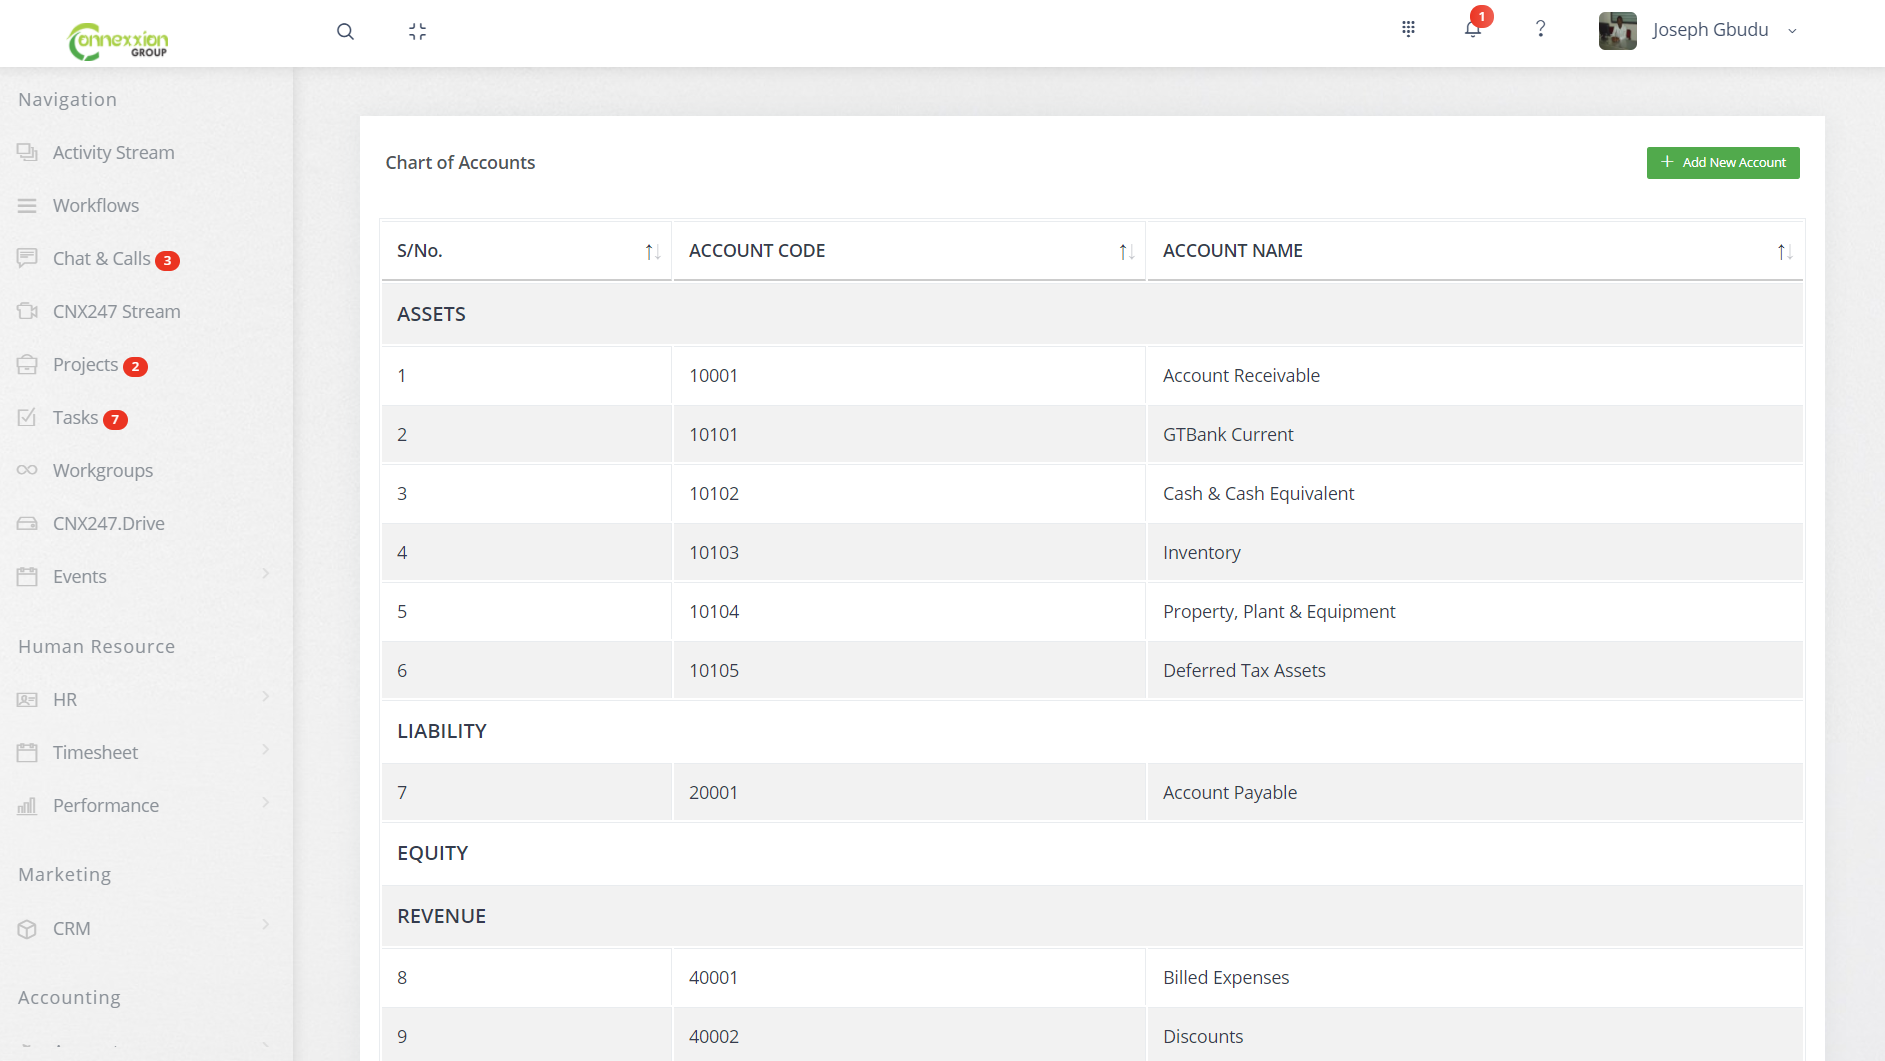 Connexxion
GROUP
1
?
Joseph Gbudu
Navigation
Activity Stream
Workflows
Chat & Calls 3
CNX247 Stream
Projects 2
Tasks 7
Workgroups
CNX247.Drive
Events
Human Resource
HR
Timesheet
Performance
Marketing
CRM
Accounting
Chart of Accounts
+ Add New Account
S/No. ACCOUNT CODE ACCOUNT NAME
ASSETS
1 10001 Account Receivable
2 10101 GTBank Current
3 10102 Cash & Cash Equivalent
4 10103 Inventory
5 10104 Property, Plant & Equipment
6 10105 Deferred Tax Assets
LIABILITY
7 20001 Account Payable
EQUITY
REVENUE
8 40001 Billed Expenses
9 40002 Discounts